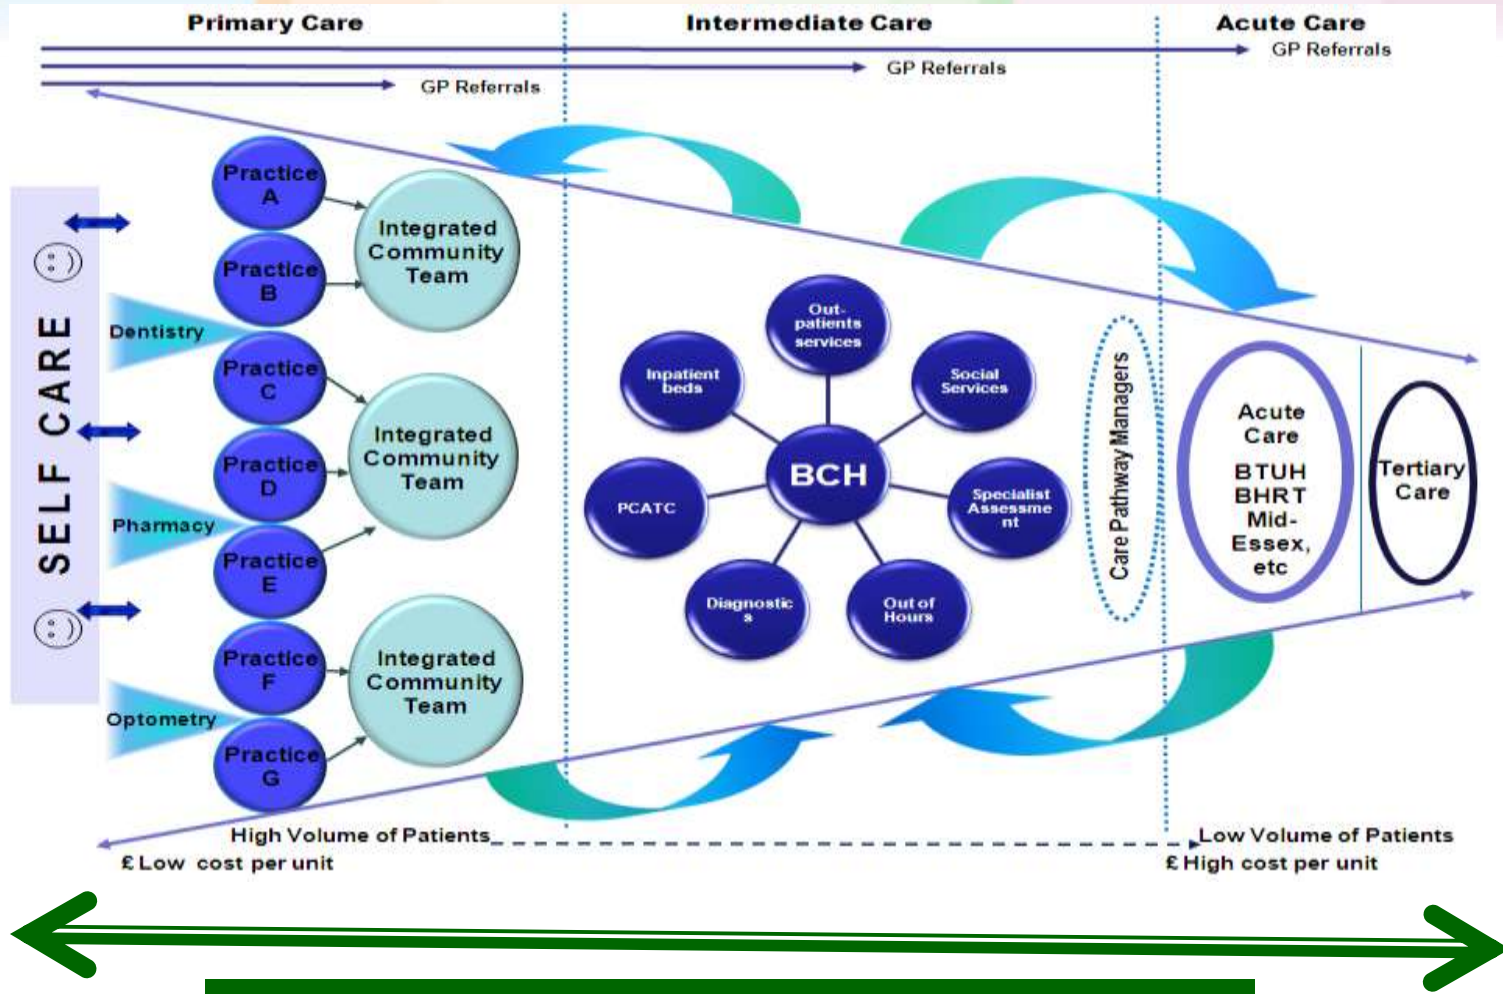 Primary Care
Intermediate Care
Acute Care
GP Referrals
GP Referrals
GP Referrals
SELF CARE
Dentistry
Pharmacy
Optometry
Practice
A
Practice
B
Practice
C
Practice
D
Practice
E
Practice
F
Practice
G
Integrated
Community
Team
Integrated
Community
Team
Integrated
Community
Team
Out-
patients
services
Inpatient
beds
Social
Services
BCH
PCATC
Specialist
Assessme
nt
Diagnostic
s
Out of
Hours
Care Pathway Managers
Acute
Care
BTUH
BHRT
Mid-
Essex,
etc
Tertiary
Care
High Volume of Patients
£ Low cost per unit
Low Volume of Patients
£ High cost per unit